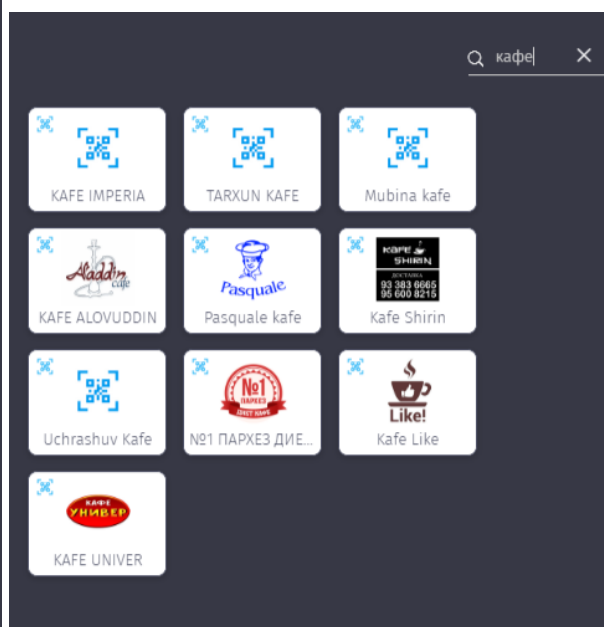 кафе
KAFE IMPERIA
TARXUN KAFE
Mubina kafe
Aladdin
cafe
KAFE ALOVUDDIN
Pasquale
Pasquale kafe
KAFE
SHIRIN
ДОСТАВКА
93 383 6665
95 600 8215
Kafe Shirin
Uchrashuv Kafe
№1
ПАРХЕЗ
ДИЕТ КАФЕ
№1 ПАРХЕЗ ДИЕ...
Like!
Kafe Like
КАФЕ
УНИВЕР
KAFE UNIVER